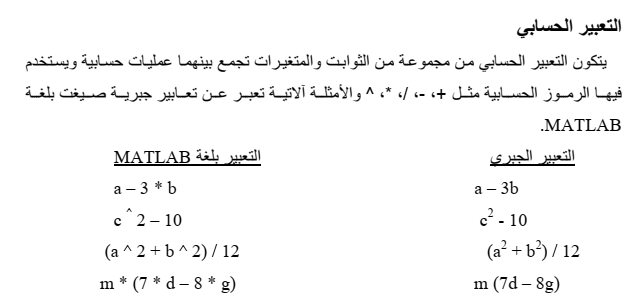 التعبير الحسابي
يتكون التعبير الحسابي من مجموعة من الثوابت والمتغيرات تجمع بينهما عمليات حسابية ويستخدم
فيها الرموز الحسابية مثل +، -، /، *، ^ والأمثلة آلاتية تعبر عن تعابير جبرية صيغت بلغة
MATLAB.
التعبير الجبري التعبير بلغة MATLAB
a – 3b a – 3 * b
c² - 10 c ^ 2 – 10
(a² + b²) / 12 (a ^ 2 + b ^ 2) / 12
m (7d – 8g) m * (7 * d – 8 * g)